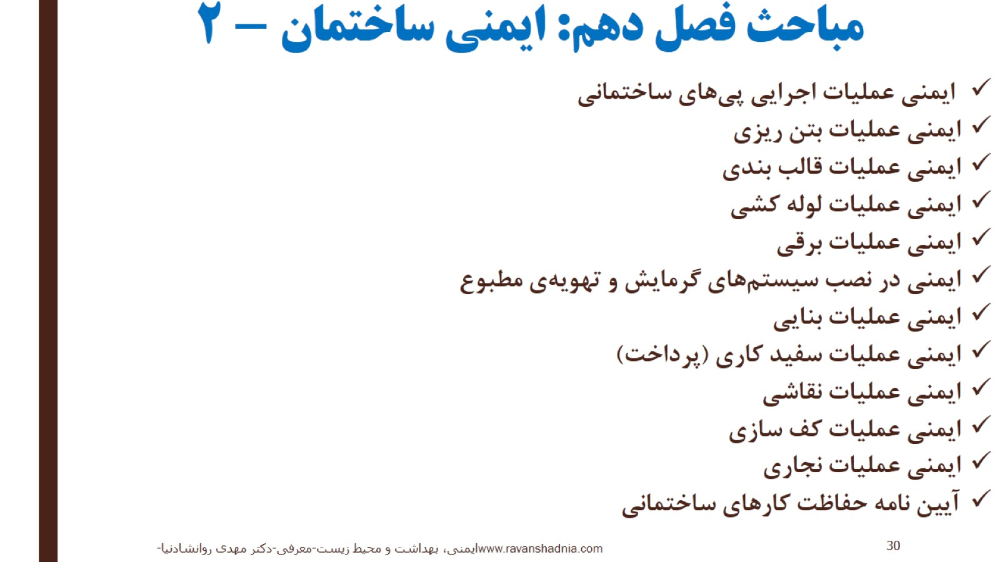 مباحث فصل دهم: ایمنی ساختمان – ۲
✓ ایمنی عملیات اجرایی پی‌های ساختمانی
✓ ایمنی عملیات بتن ریزی
✓ ایمنی عملیات قالب بندی
✓ ایمنی عملیات لوله کشی
✓ ایمنی عملیات برقی
✓ ایمنی در نصب سیستم‌های گرمایش و تهویه‌ی مطبوع
✓ ایمنی عملیات بنایی
✓ ایمنی عملیات سفید کاری (پرداخت)
✓ ایمنی عملیات نقاشی
✓ ایمنی عملیات کف سازی
✓ ایمنی عملیات نجاری
✓ آیین نامه حفاظت کارهای ساختمانی
30
www.ravanshadnia.comایمنی، بهداشت و محیط زیست-معرفی-دکتر مهدی روانشادنیا-